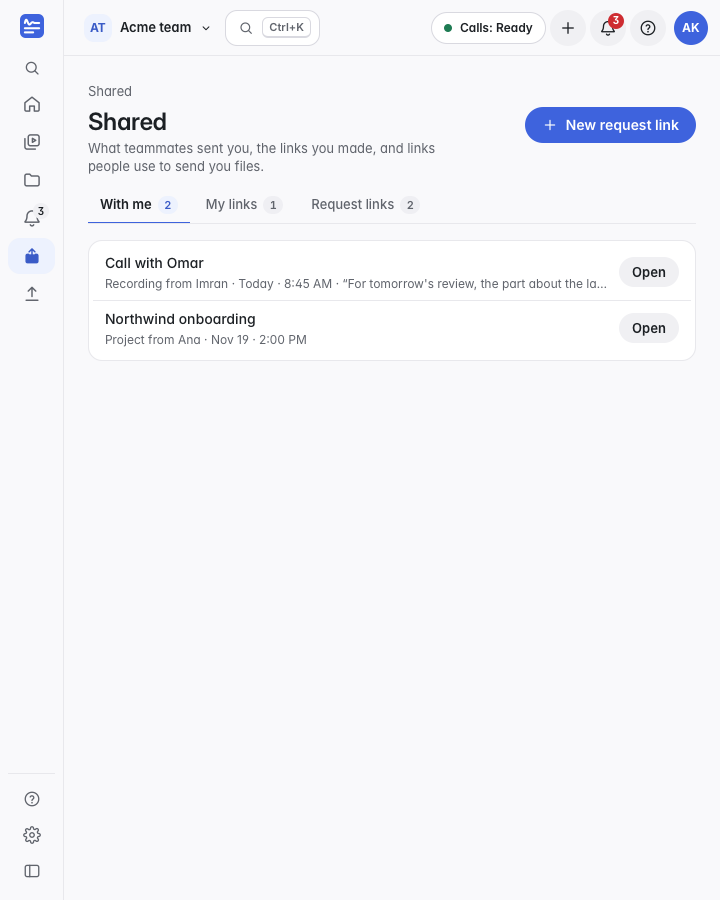 AT Acme team Ctrl+K Calls: Ready 3 AK
3
Shared
Shared
New request link
What teammates sent you, the links you made, and links
people use to send you files.
With me 2 My links 1 Request links 2
Call with Omar
Recording from Imran · Today · 8:45 AM · “For tomorrow's review, the part about the la...
Open
Northwind onboarding
Project from Ana · Nov 19 · 2:00 PM
Open